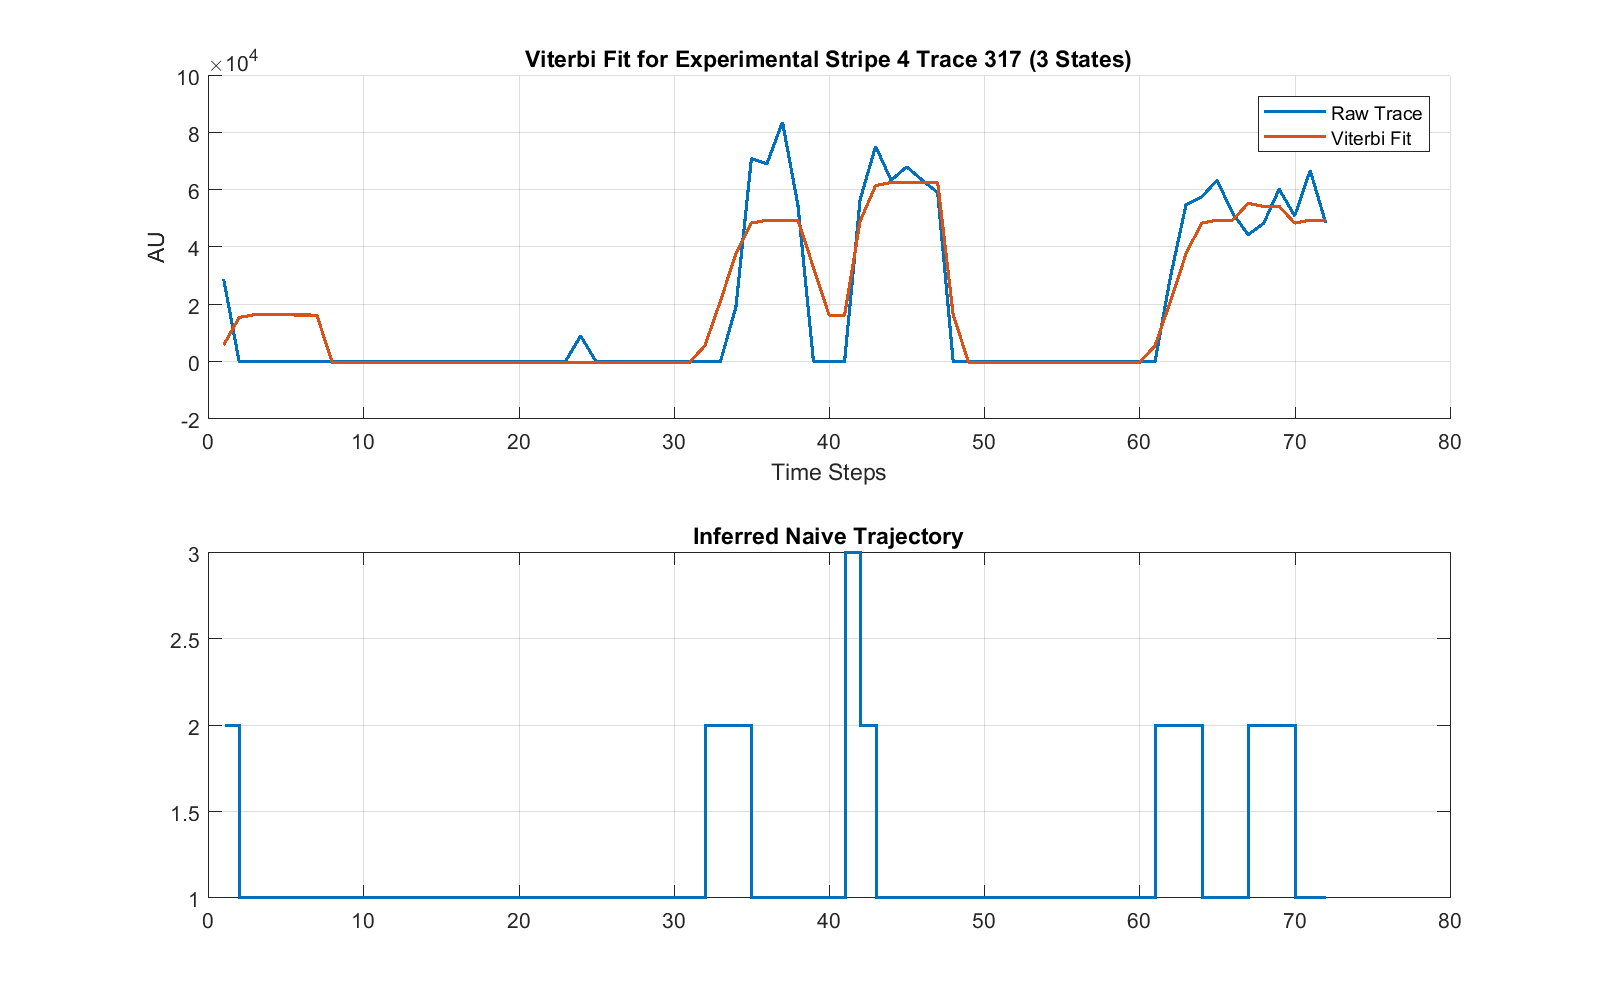 Viterbi Fit for Experimental Stripe 4 Trace 317 (3 States)
×10^4
10
8
6
4
2
0
-2
AU
Raw Trace
Viterbi Fit
0 10 20 30 40 50 60 70 80
Time Steps
Inferred Naive Trajectory
3
2.5
2
1.5
1
0 10 20 30 40 50 60 70 80